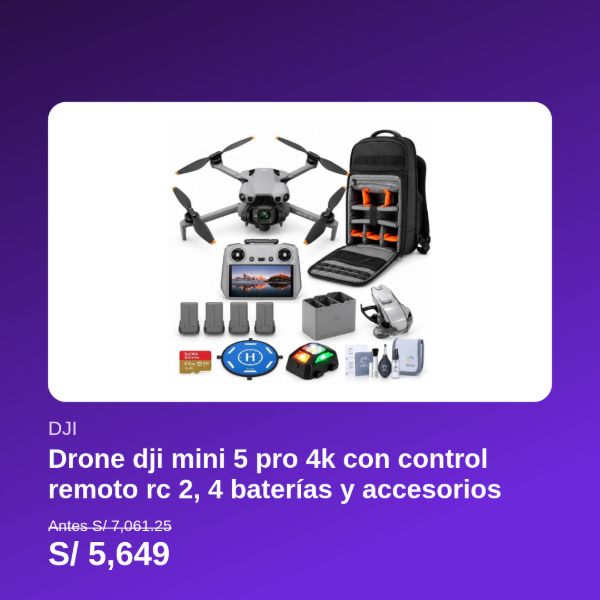 DJI
Drone dji mini 5 pro 4k con control
remoto rc 2, 4 baterías y accesorios
Antes S/ 7,061.25
S/ 5,649
H